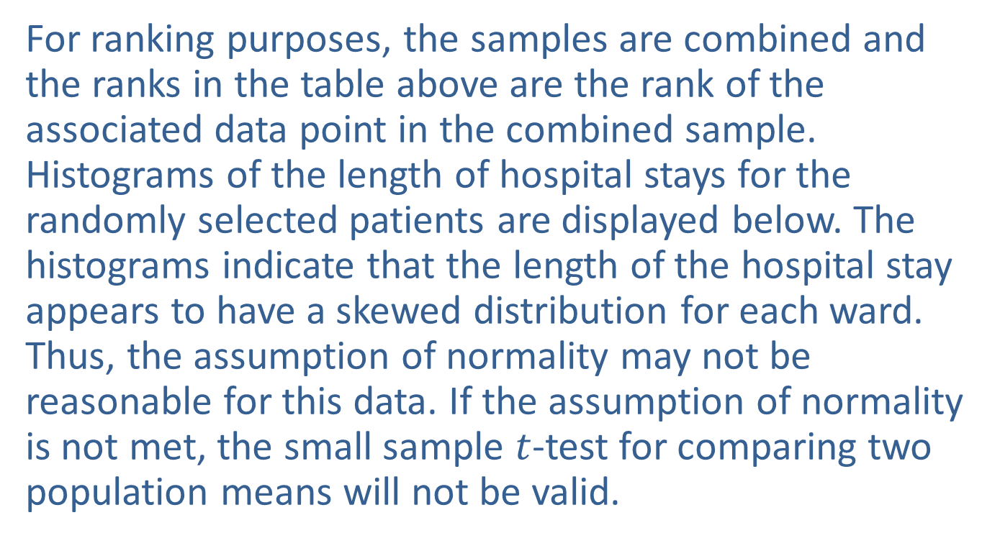 For ranking purposes, the samples are combined and
the ranks in the table above are the rank of the
associated data point in the combined sample.
Histograms of the length of hospital stays for the
randomly selected patients are displayed below. The
histograms indicate that the length of the hospital stay
appears to have a skewed distribution for each ward.
Thus, the assumption of normality may not be
reasonable for this data. If the assumption of normality
is not met, the small sample t-test for comparing two
population means will not be valid.